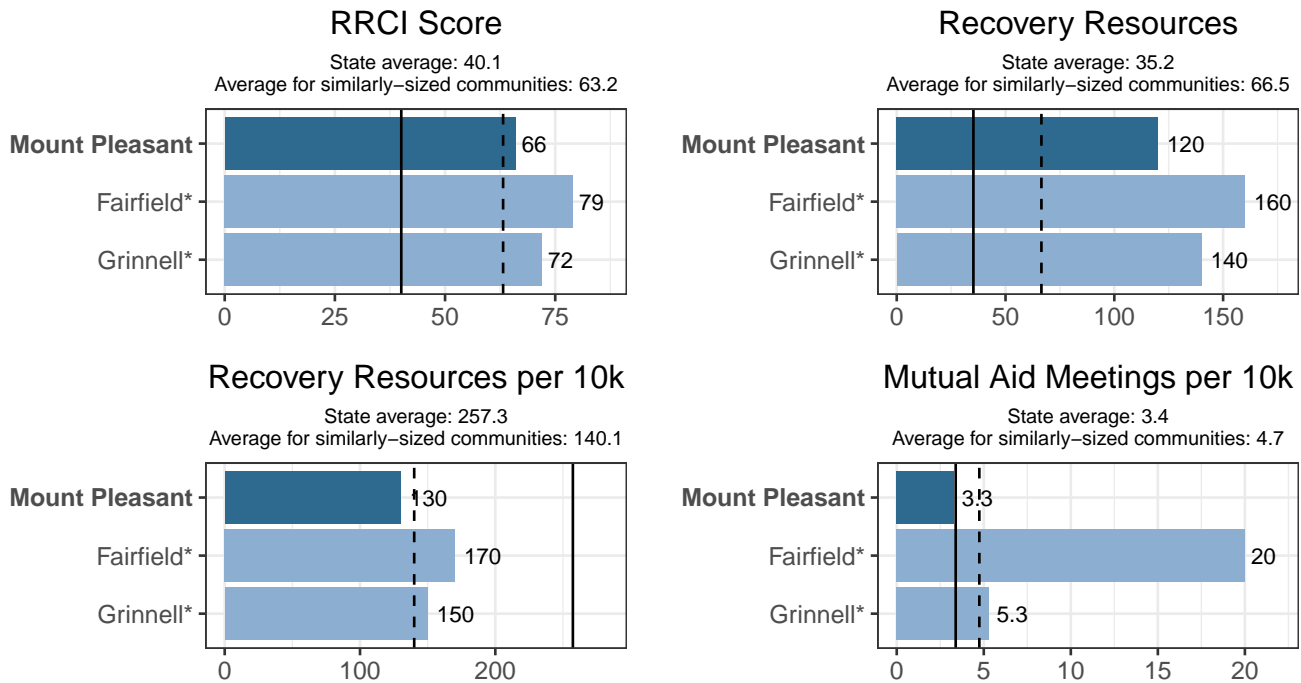 RRCI Score
State average: 40.1
Average for similarly−sized communities: 63.2
Mount Pleasant 66
Fairfield* 79
Grinnell* 72
0 25 50 75
Recovery Resources
State average: 35.2
Average for similarly−sized communities: 66.5
Mount Pleasant 120
Fairfield* 160
Grinnell* 140
0 50 100 150
Recovery Resources per 10k
State average: 257.3
Average for similarly−sized communities: 140.1
Mount Pleasant 130
Fairfield* 170
Grinnell* 150
0 100 200
Mutual Aid Meetings per 10k
State average: 3.4
Average for similarly−sized communities: 4.7
Mount Pleasant 3.3
Fairfield* 20
Grinnell* 5.3
0 5 10 15 20